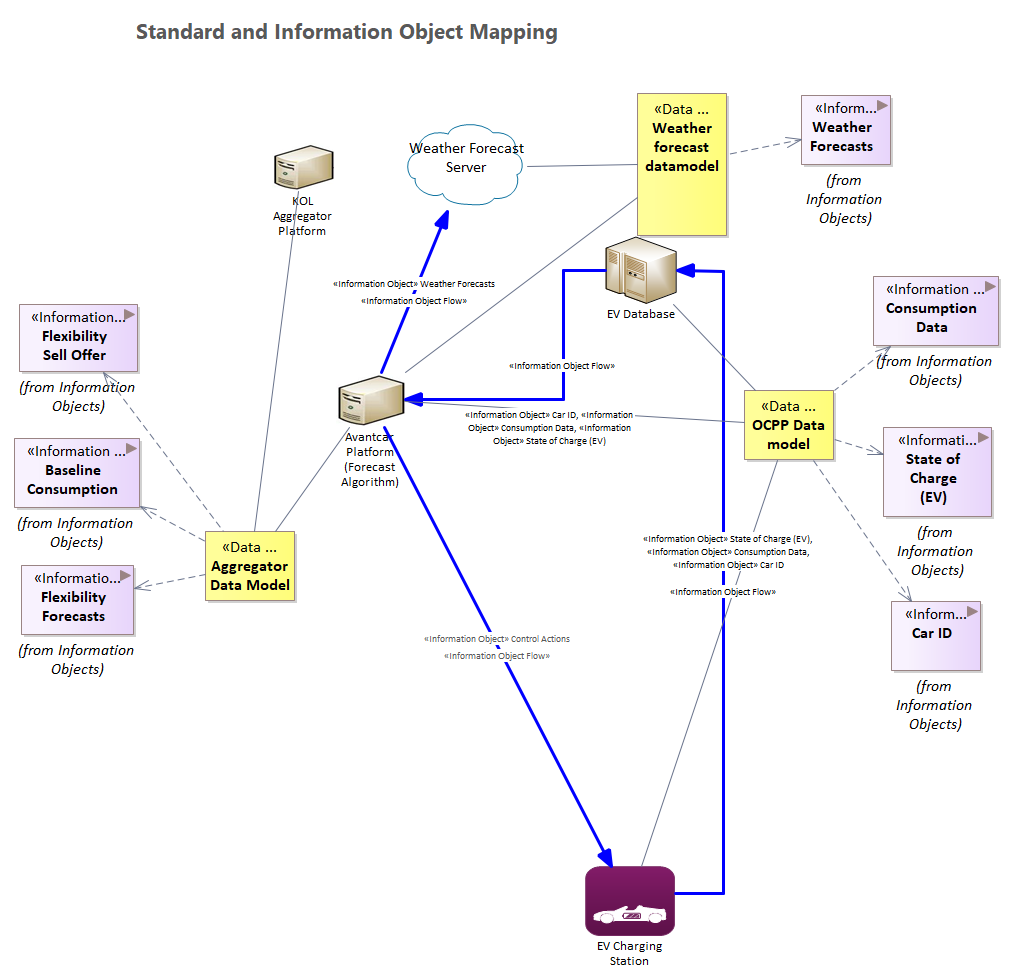 Standard and Information Object Mapping
«Data ...
Weather
forecast
datamodel
«Inform...
Weather
Forecasts
(from
Information
Objects)
Weather Forecast
Server
KOL
Aggregator
Platform
«Information Object» Weather Forecasts
«Information Object Flow»
EV Database
«Information ...
Consumption
Data
(from Information
Objects)
«Information...
Flexibility
Sell Offer
(from Information
Objects)
«Information Object Flow»
«Information Object» Car ID, «Information
Object» Consumption Data, «Information
Object» State of Charge (EV)
Avantcar
Platform
(Forecast
Algorithm)
«Data ...
OCPP Data
model
«Informati...
State of
Charge
(EV)
(from
Information
Objects)
«Information ...
Baseline
Consumption
(from Information
Objects)
«Data ...
Aggregator
Data Model
«Informatio...
Flexibility
Forecasts
(from Information
Objects)
«Information Object» State of Charge (EV),
«Information Object» Consumption Data,
«Information Object» Car ID
«Information Object Flow»
«Inform...
Car ID
(from
Information
Objects)
«Information Object» Control Actions
«Information Object Flow»
EV Charging
Station